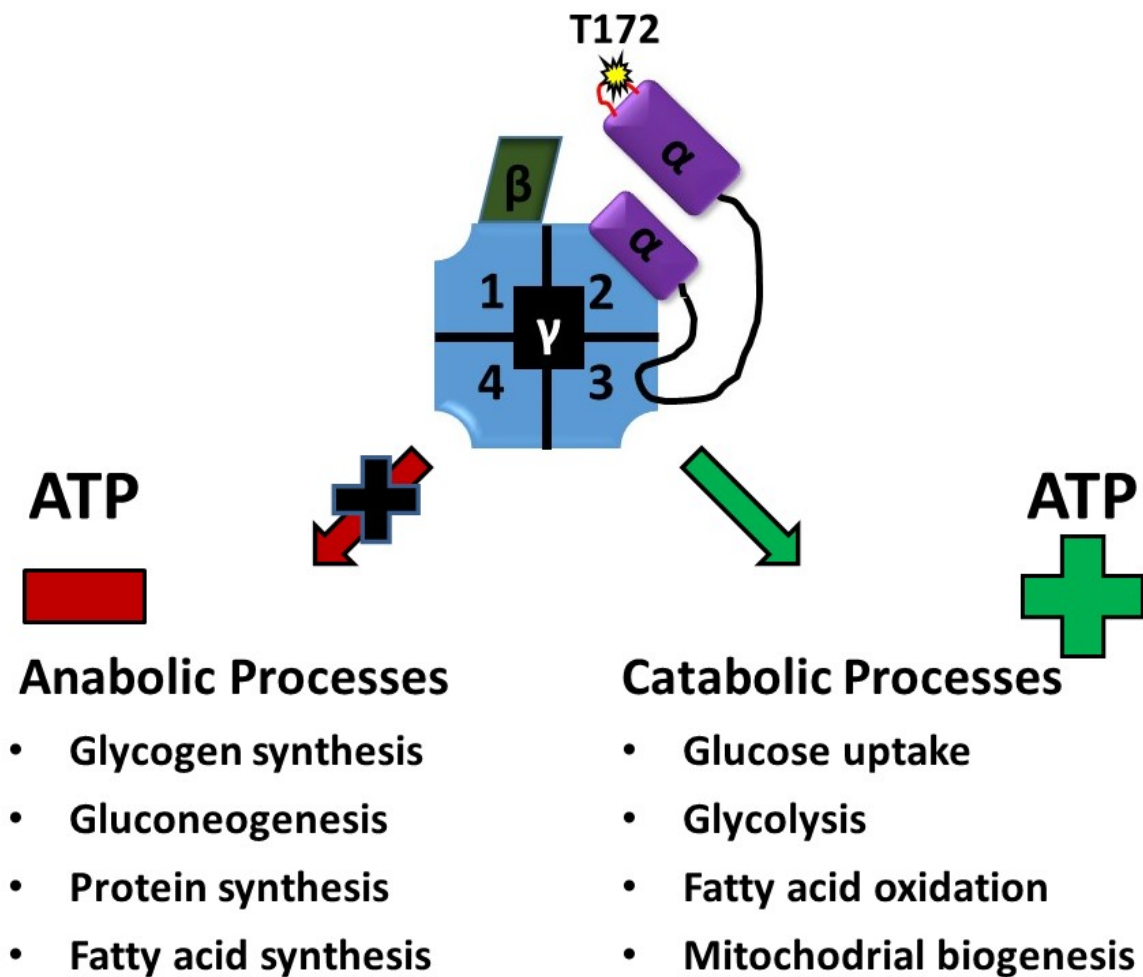 T172
α
β
α
1
2
γ
4
3
ATP
ATP
Anabolic Processes
• Glycogen synthesis
• Gluconeogenesis
• Protein synthesis
• Fatty acid synthesis
Catabolic Processes
• Glucose uptake
• Glycolysis
• Fatty acid oxidation
• Mitochodrial biogenesis